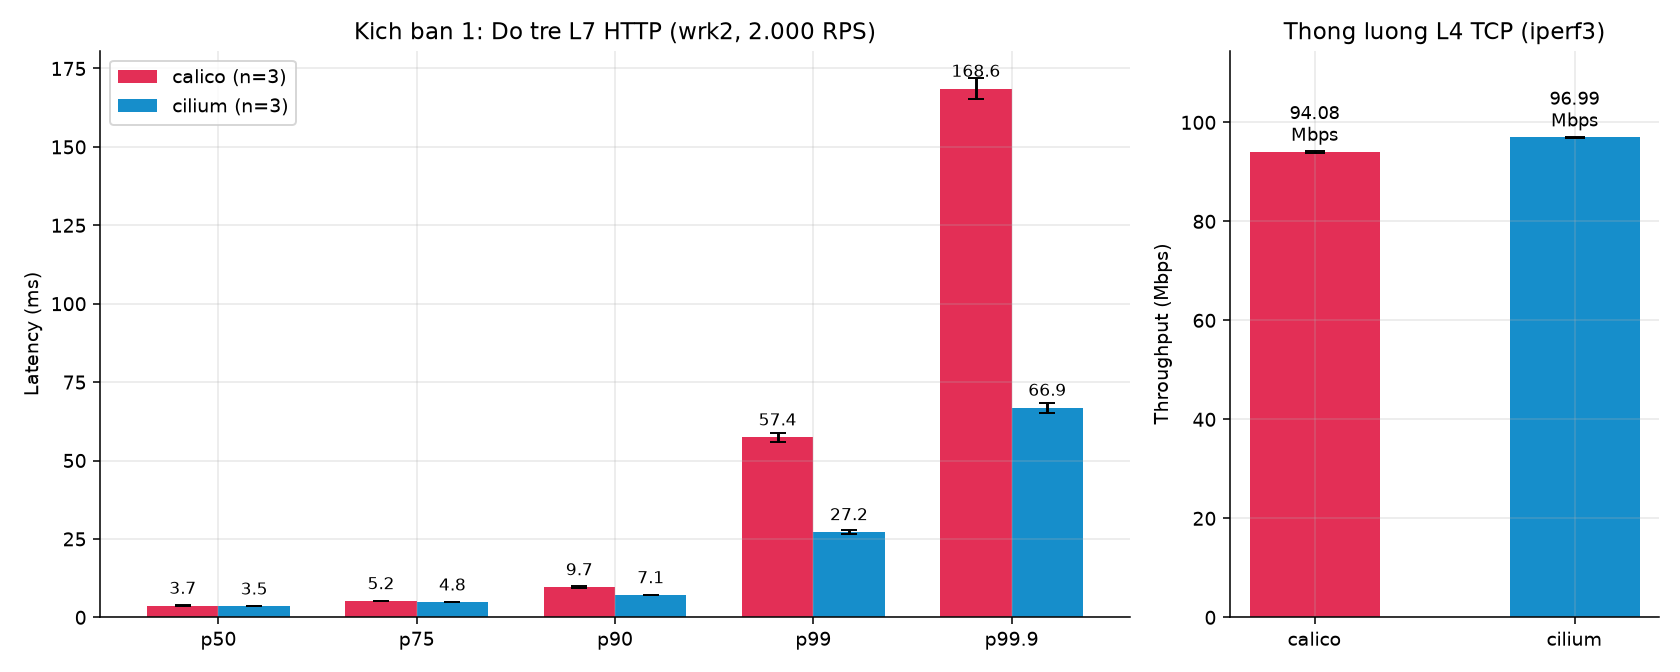 Kich ban 1: Do tre L7 HTTP (wrk2, 2.000 RPS)
calico (n=3)
cilium (n=3)
Latency (ms)
175
150
125
100
75
50
25
0
3.7
3.5
5.2
4.8
9.7
7.1
57.4
27.2
168.6
66.9
p50
p75
p90
p99
p99.9
Thong luong L4 TCP (iperf3)
Throughput (Mbps)
100
80
60
40
20
0
94.08
Mbps
96.99
Mbps
calico
cilium